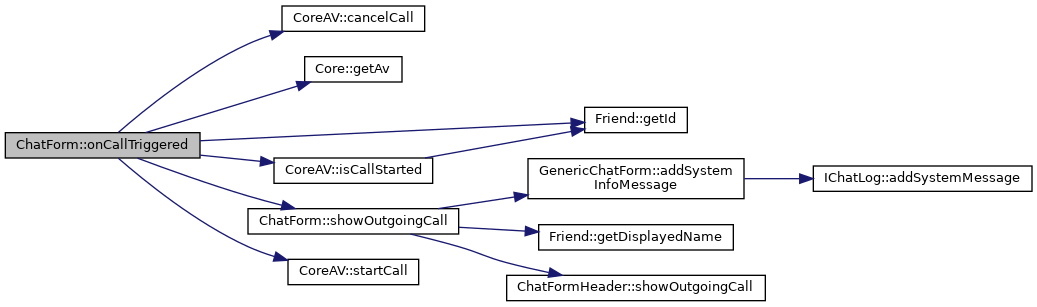 CoreAV::cancelCall
Core::getAv
Friend::getId
ChatForm::onCallTriggered
CoreAV::isCallStarted
GenericChatForm::addSystem
InfoMessage
IChatLog::addSystemMessage
ChatForm::showOutgoingCall
Friend::getDisplayedName
CoreAV::startCall
ChatFormHeader::showOutgoingCall